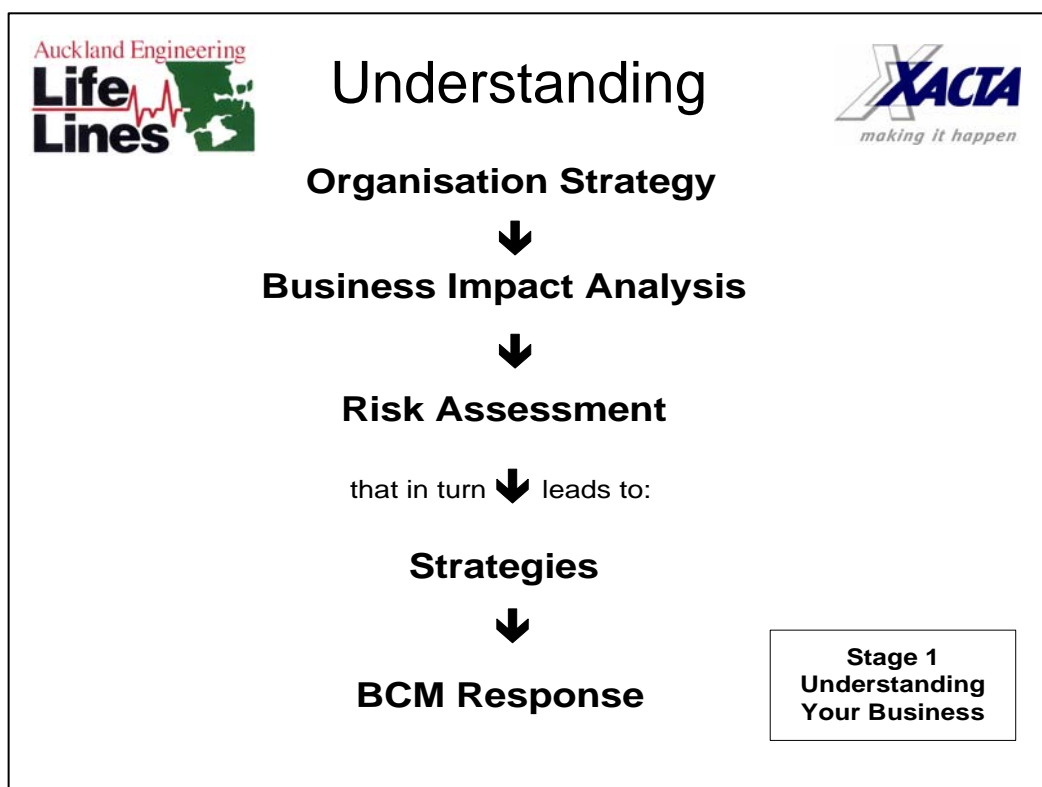 Auckland Engineering
Life
Lines
Understanding
XACTA
making it happen
Organisation Strategy
Business Impact Analysis
Risk Assessment
that in turn leads to:
Strategies
BCM Response
Stage 1
Understanding
Your Business